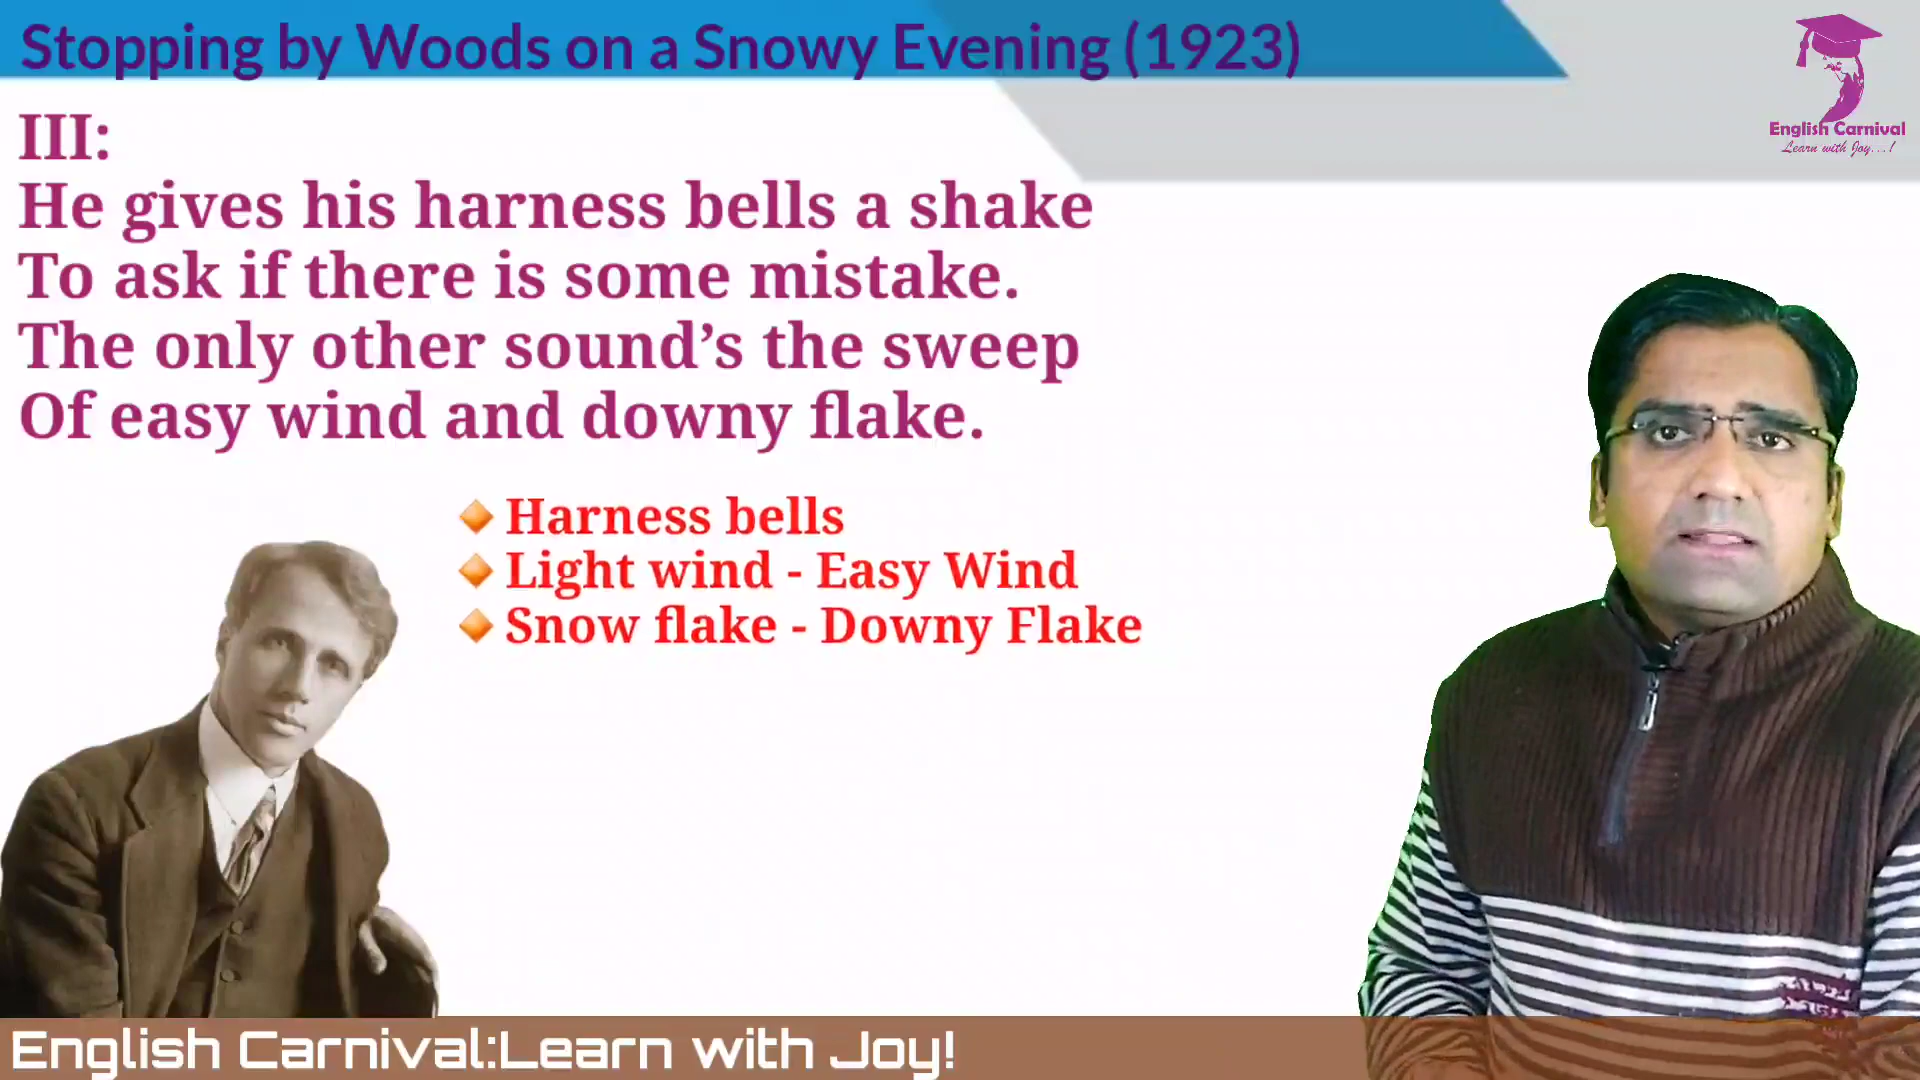 Stopping by Woods on a Snowy Evening (1923)
English Carnival
Learn with Joy...!
III:
He gives his harness bells a shake
To ask if there is some mistake.
The only other sound’s the sweep
Of easy wind and downy flake.
Harness bells
Light wind - Easy Wind
Snow flake - Downy Flake
English Carnival:Learn with Joy!